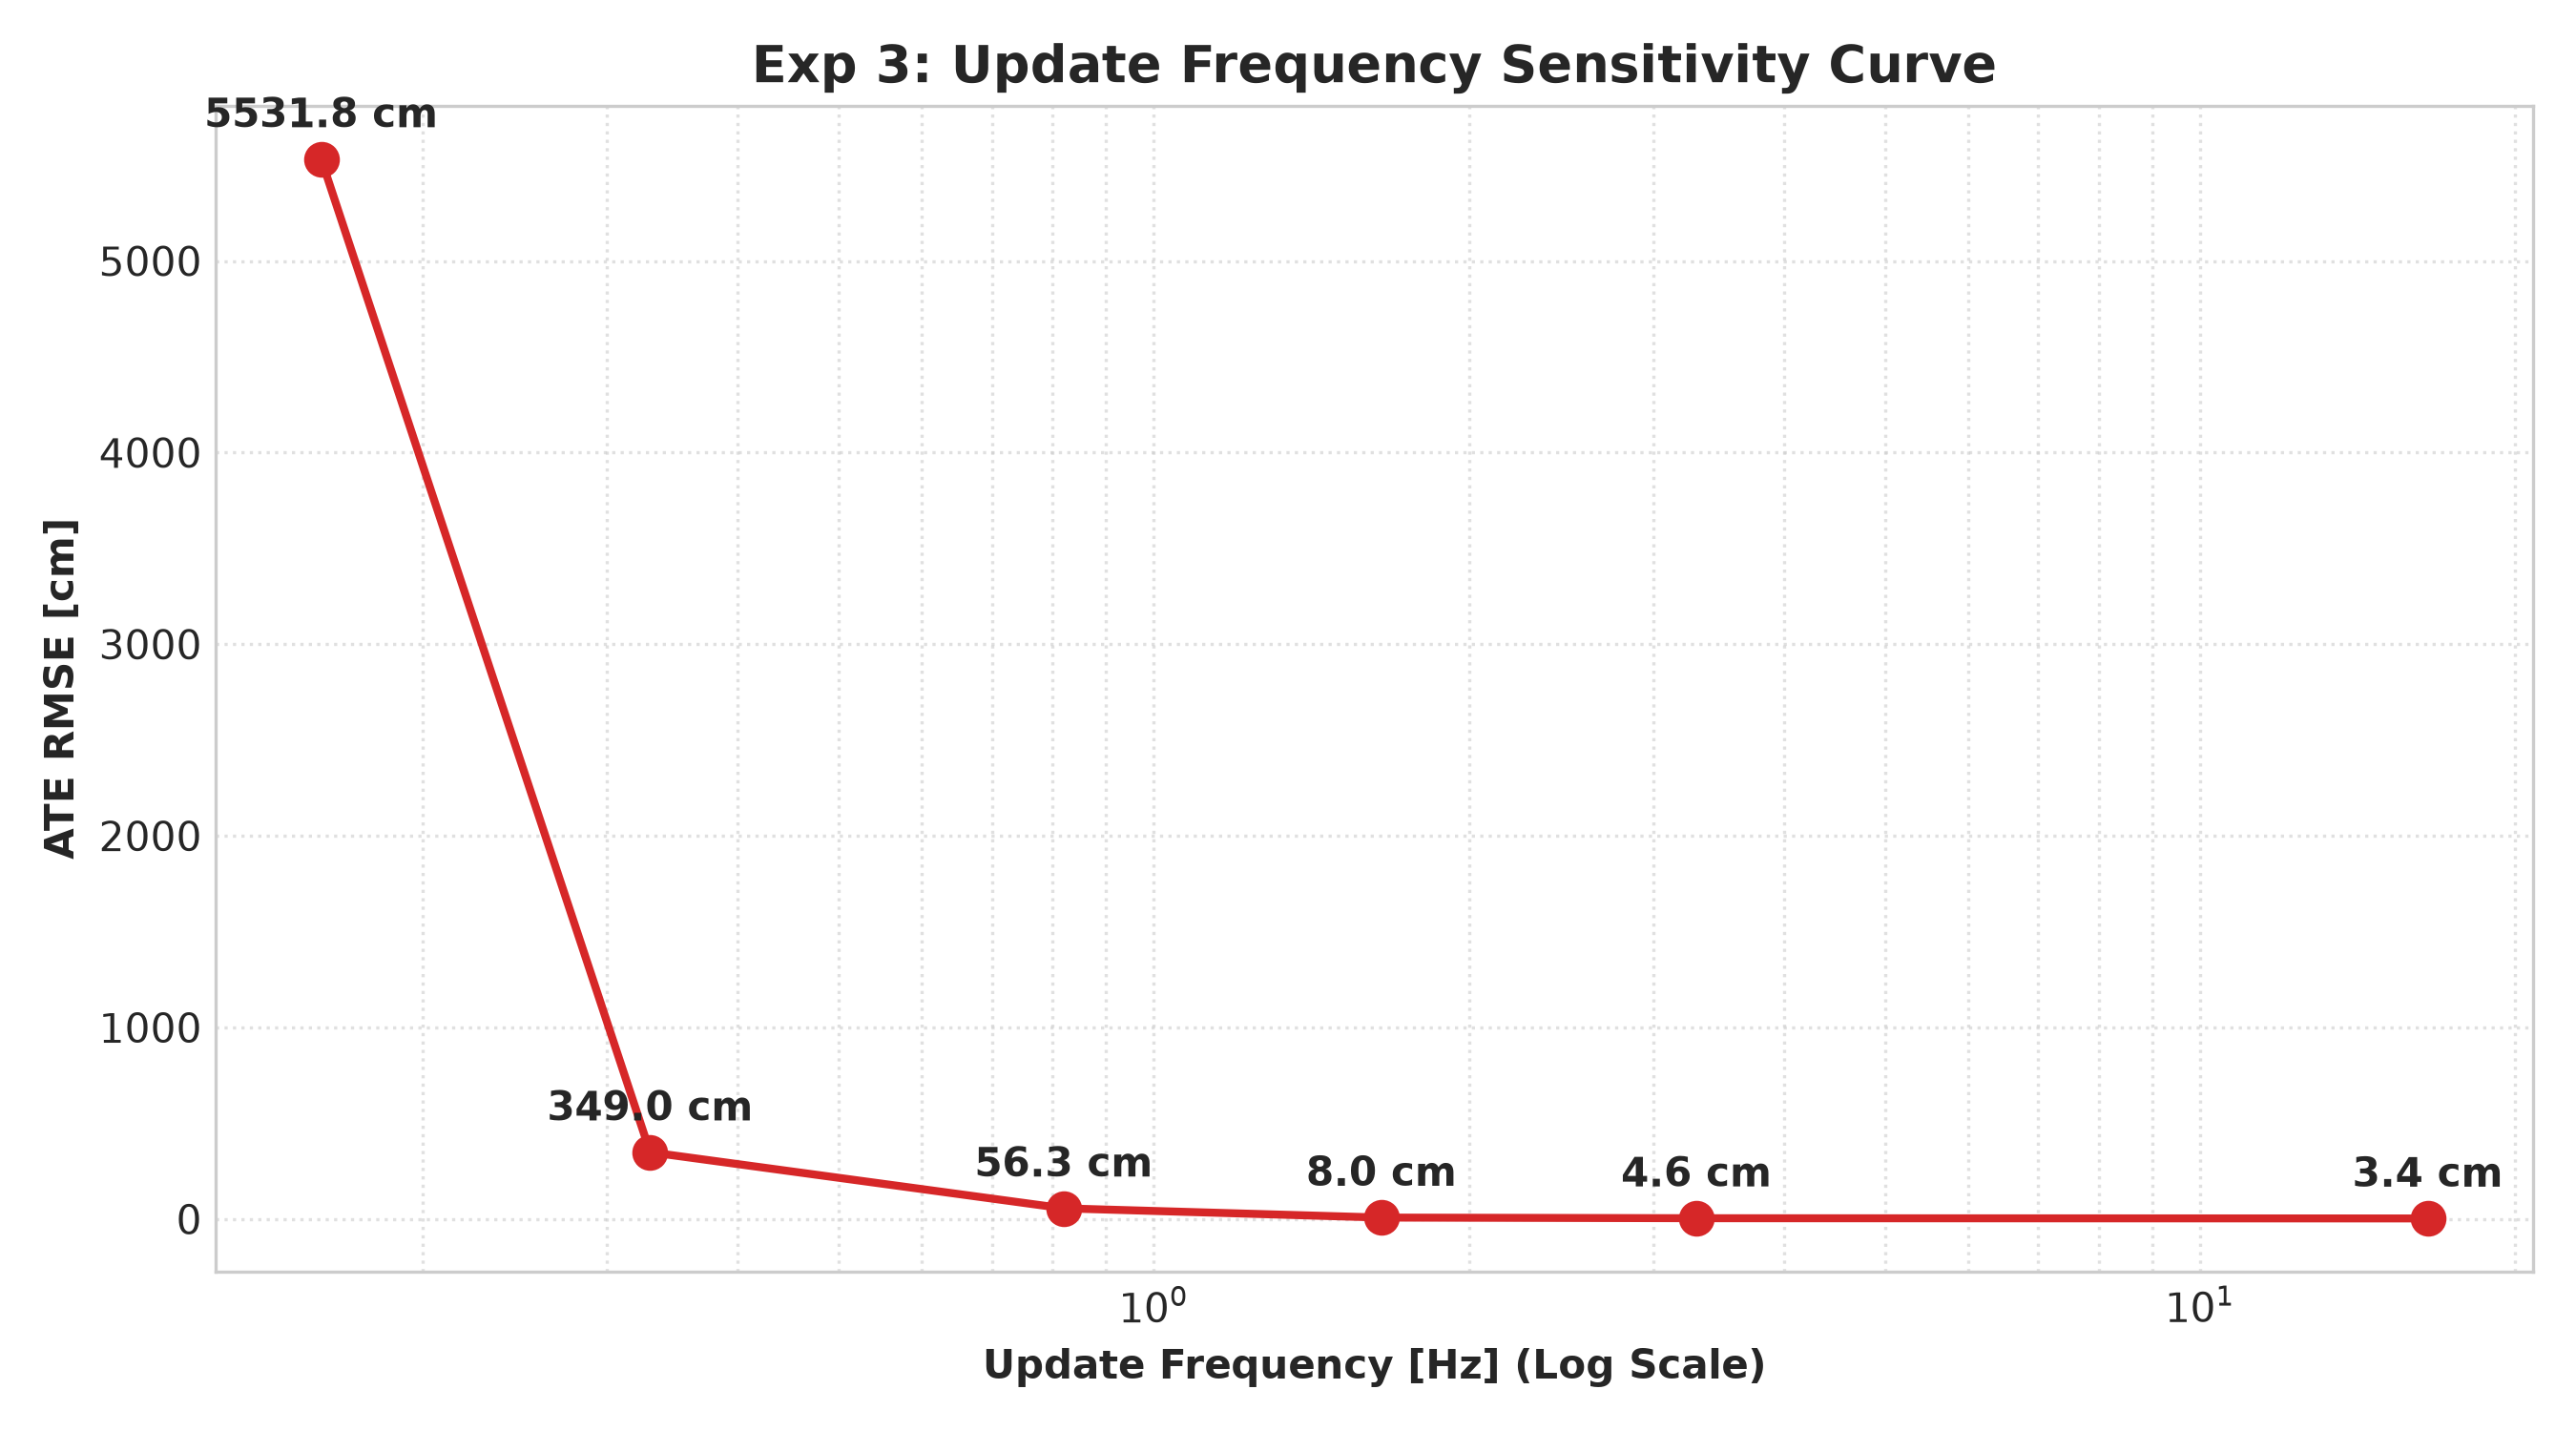 Exp 3: Update Frequency Sensitivity Curve
5531.8 cm
5000
4000
3000
2000
1000
0
ATE RMSE [cm]
349.0 cm
56.3 cm
8.0 cm
4.6 cm
3.4 cm
10⁰
10¹
Update Frequency [Hz] (Log Scale)